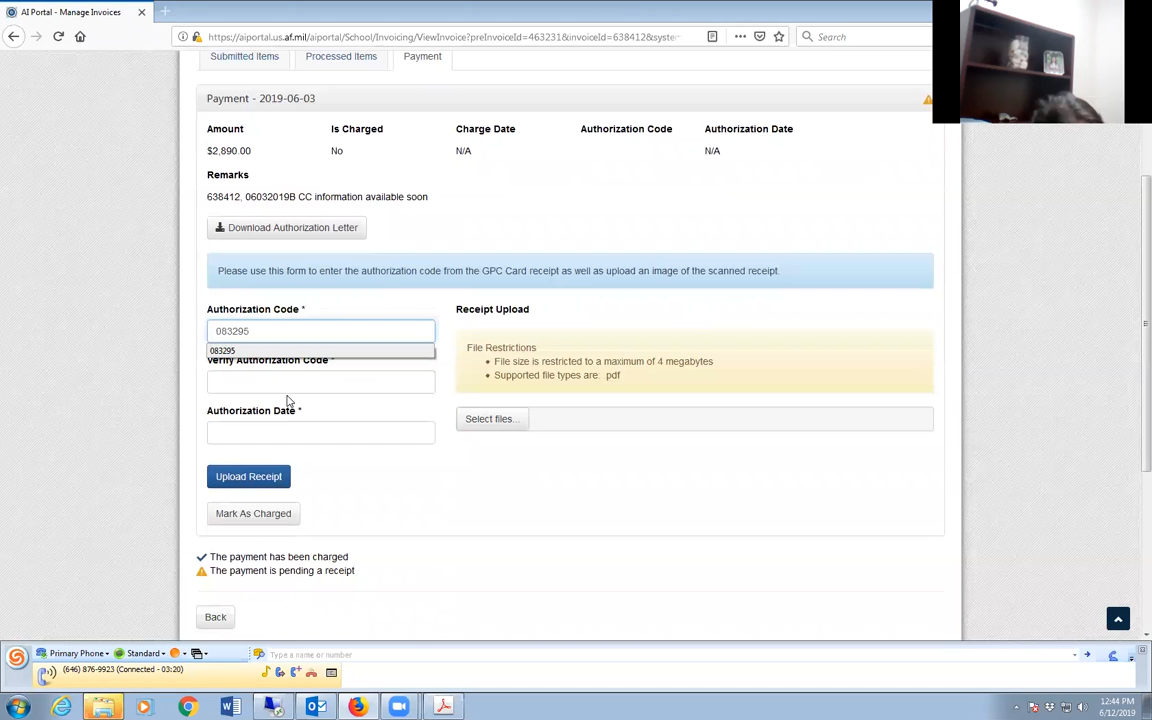 AI Portal - Manage Invoices
https://aiportal.us.af.mil/aiportal/School/Invoicing/ViewInvoice?preInvoiceId=463231&invoiceId=638412&syste
Search
Submitted Items
Processed Items
Payment
Payment - 2019-06-03
Amount
Is Charged
Charge Date
Authorization Code
Authorization Date
$2,890.00
No
N/A
N/A
Remarks
638412, 06032019B CC information available soon
Download Authorization Letter
Please use this form to enter the authorization code from the GPC Card receipt as well as upload an image of the scanned receipt.
Authorization Code *
083295
083295
Verify Authorization Code *
Authorization Date *
Receipt Upload
File Restrictions
File size is restricted to a maximum of 4 megabytes
Supported file types are: pdf
Select files...
Upload Receipt
Mark As Charged
The payment has been charged
The payment is pending a receipt
Back
Primary Phone
Standard
Type a name or number
(646) 876-9923 (Connected - 03:20)
12:44 PM
6/12/2019